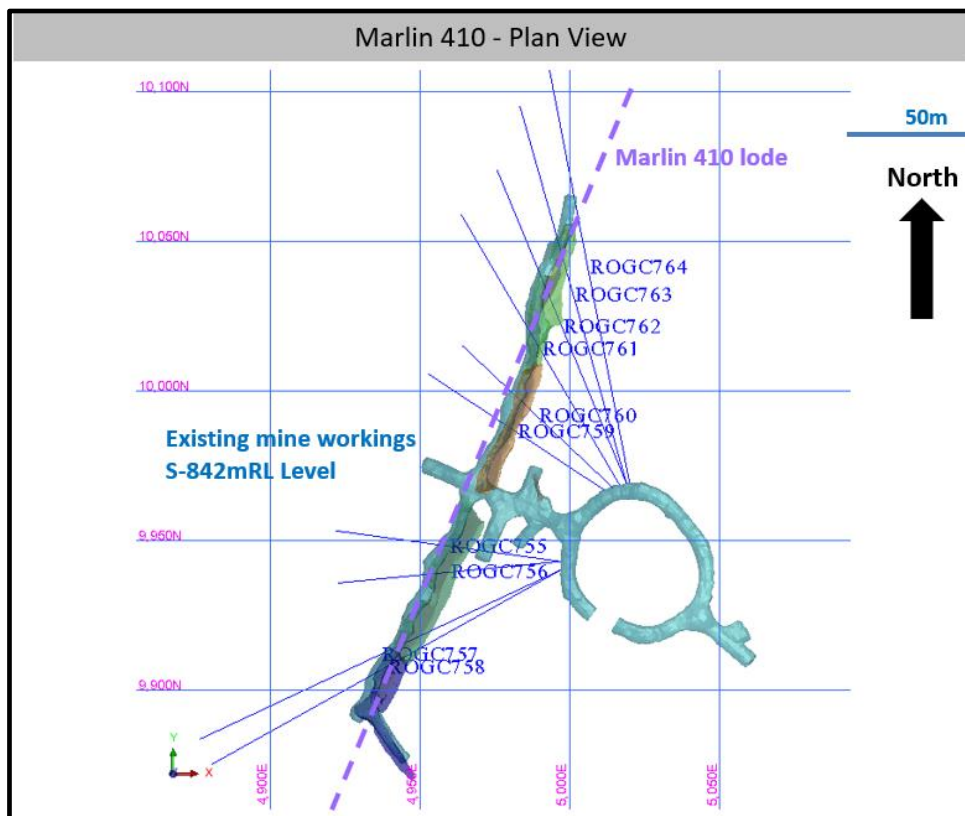 Marlin 410 - Plan View
10,100N
50m
Marlin 410 lode
North
10,050N
ROGC764
ROGC763
ROGC762
ROGC761
10,000N
ROGC760
ROGC759
Existing mine workings
S-842mRL Level
9,950N
ROGC755
ROGC756
ROGC757
ROGC758
9,900N
Y
X
4,900E
4,950E
5,000E
5,050E